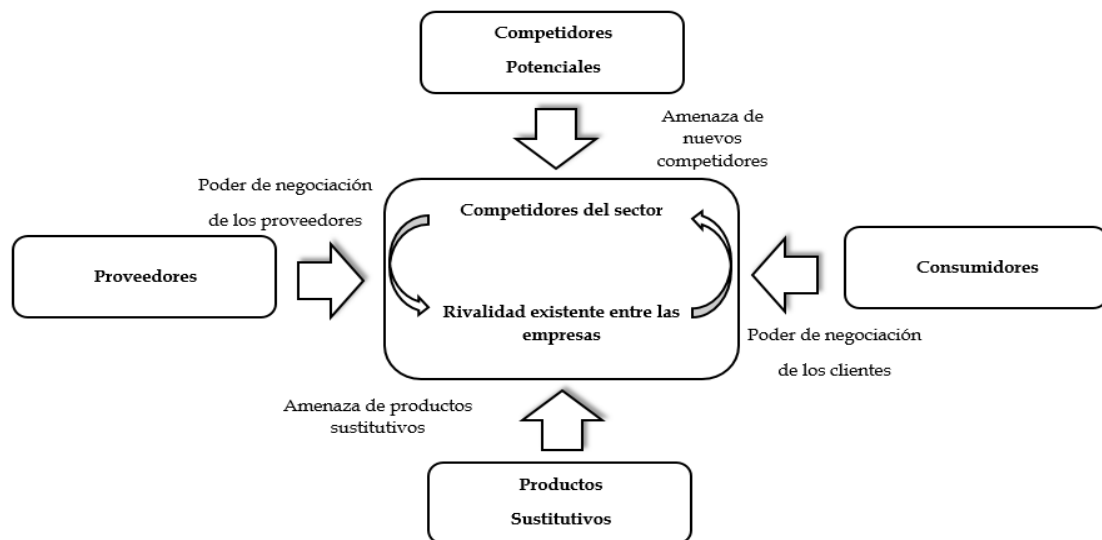 Competidores
Potenciales
Amenaza de
nuevos
competidores
Poder de negociación
de los proveedores
Competidores del sector
Proveedores
Consumidores
Rivalidad existente entre las
empresas
Poder de negociación
de los clientes
Amenaza de productos
sustitutivos
Productos
Sustitutivos